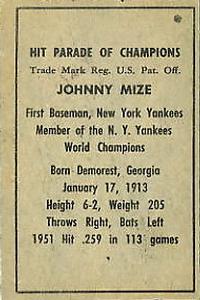 HIT PARADE OF CHAMPIONS
Trade Mark Reg. U.S. Pat. Off.
JOHNNY MIZE
First Baseman, New York Yankees
Member of the N. Y. Yankees
World Champions
Born Demorest, Georgia
January 17, 1913
Height 6-2, Weight 205
Throws Right, Bats Left
1951 Hit .259 in 113 games